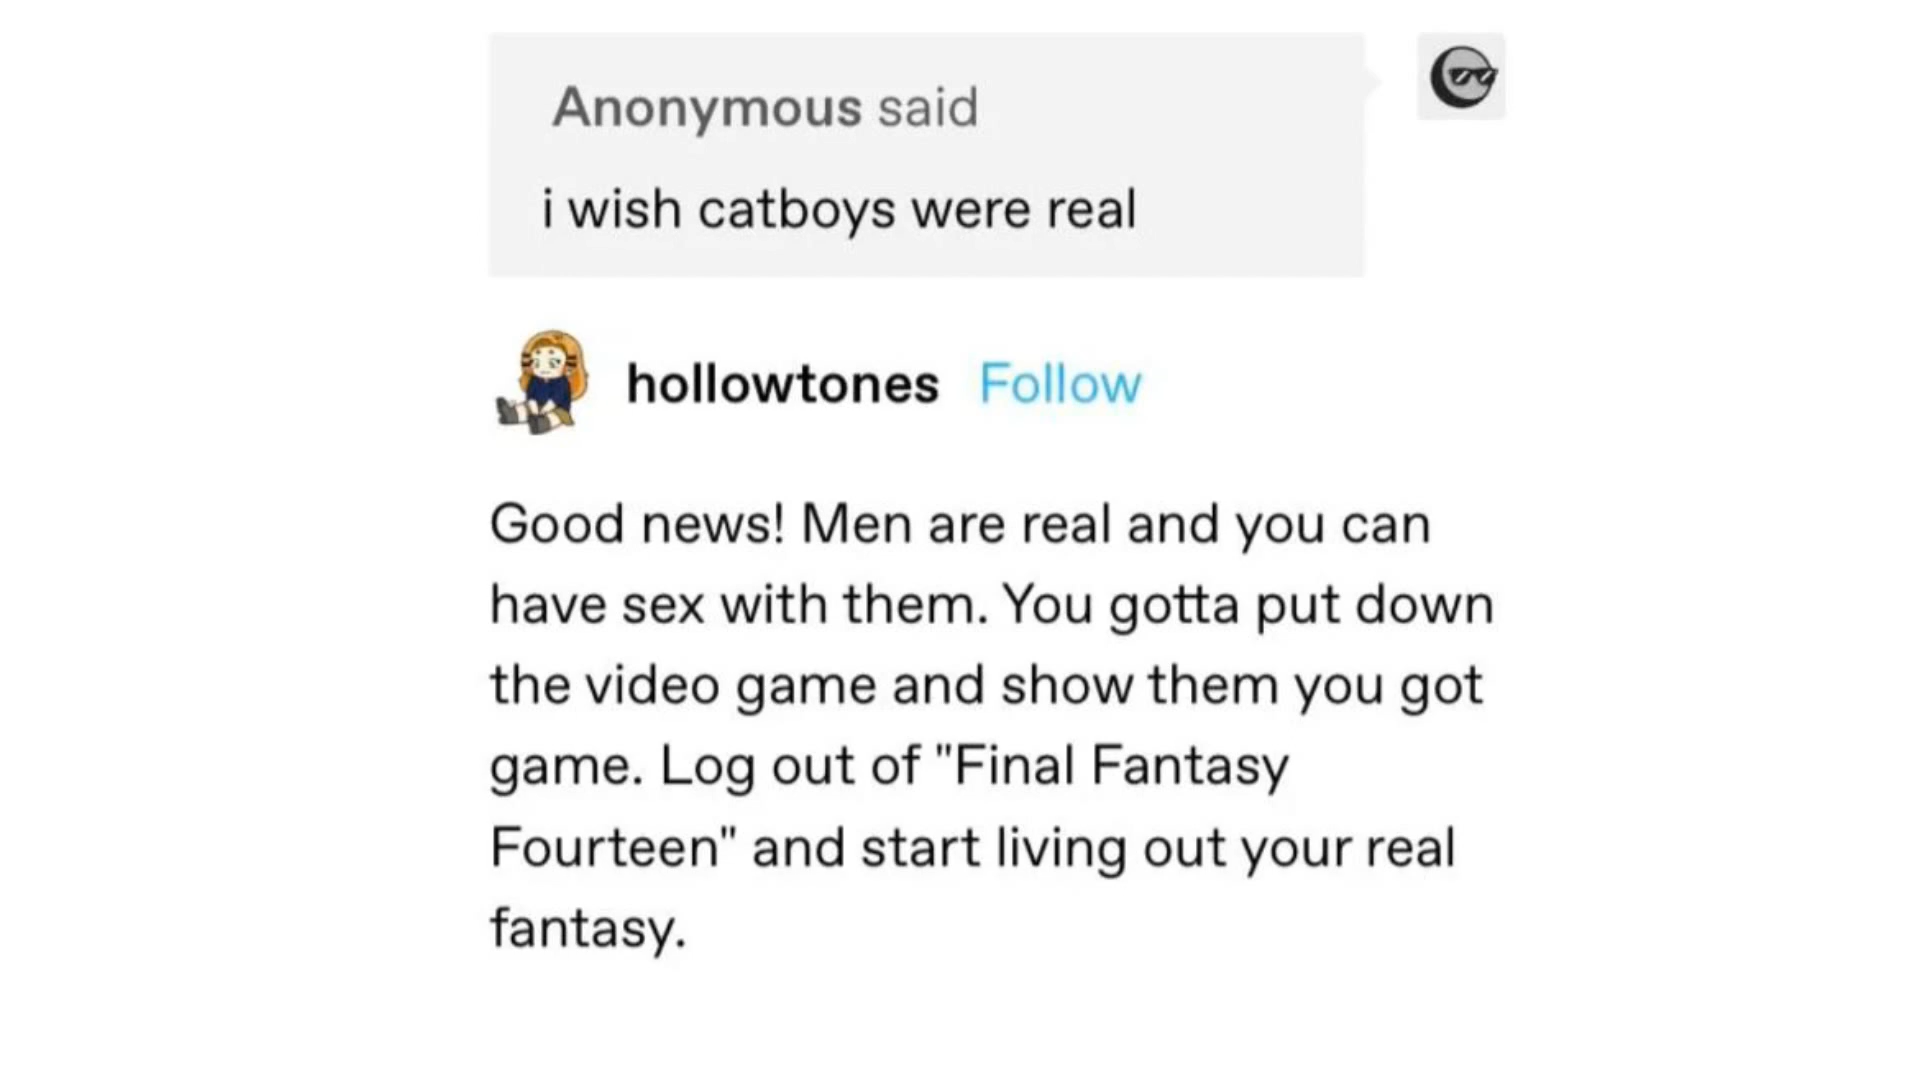 Anonymous said
i wish catboys were real
hollowtones Follow
Good news! Men are real and you can
have sex with them. You gotta put down
the video game and show them you got
game. Log out of "Final Fantasy
Fourteen" and start living out your real
fantasy.